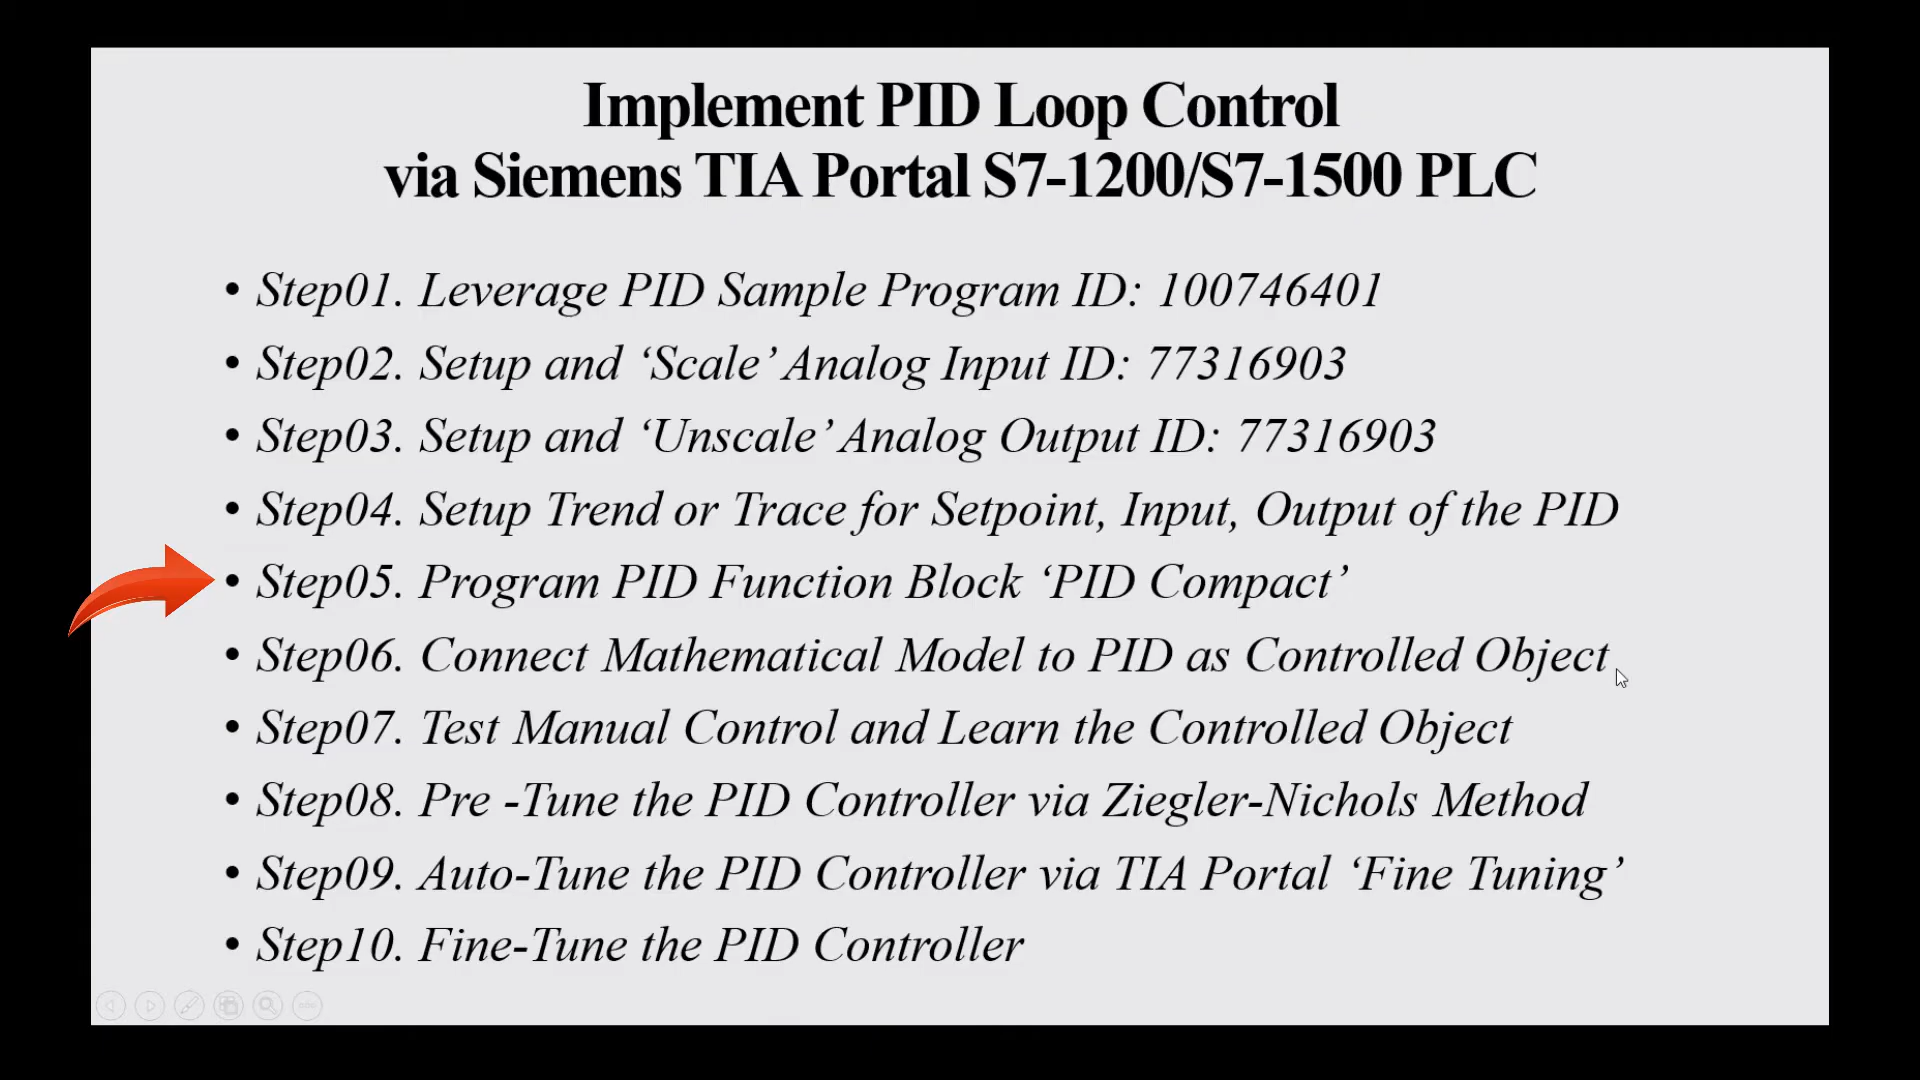 Implement PID Loop Control
via Siemens TIA Portal S7-1200/S7-1500 PLC
• Step01. Leverage PID Sample Program ID: 100746401
• Step02. Setup and ‘Scale’ Analog Input ID: 77316903
• Step03. Setup and ‘Unscale’ Analog Output ID: 77316903
• Step04. Setup Trend or Trace for Setpoint, Input, Output of the PID
• Step05. Program PID Function Block ‘PID Compact’
• Step06. Connect Mathematical Model to PID as Controlled Object
• Step07. Test Manual Control and Learn the Controlled Object
• Step08. Pre -Tune the PID Controller via Ziegler-Nichols Method
• Step09. Auto-Tune the PID Controller via TIA Portal ‘Fine Tuning’
• Step10. Fine-Tune the PID Controller